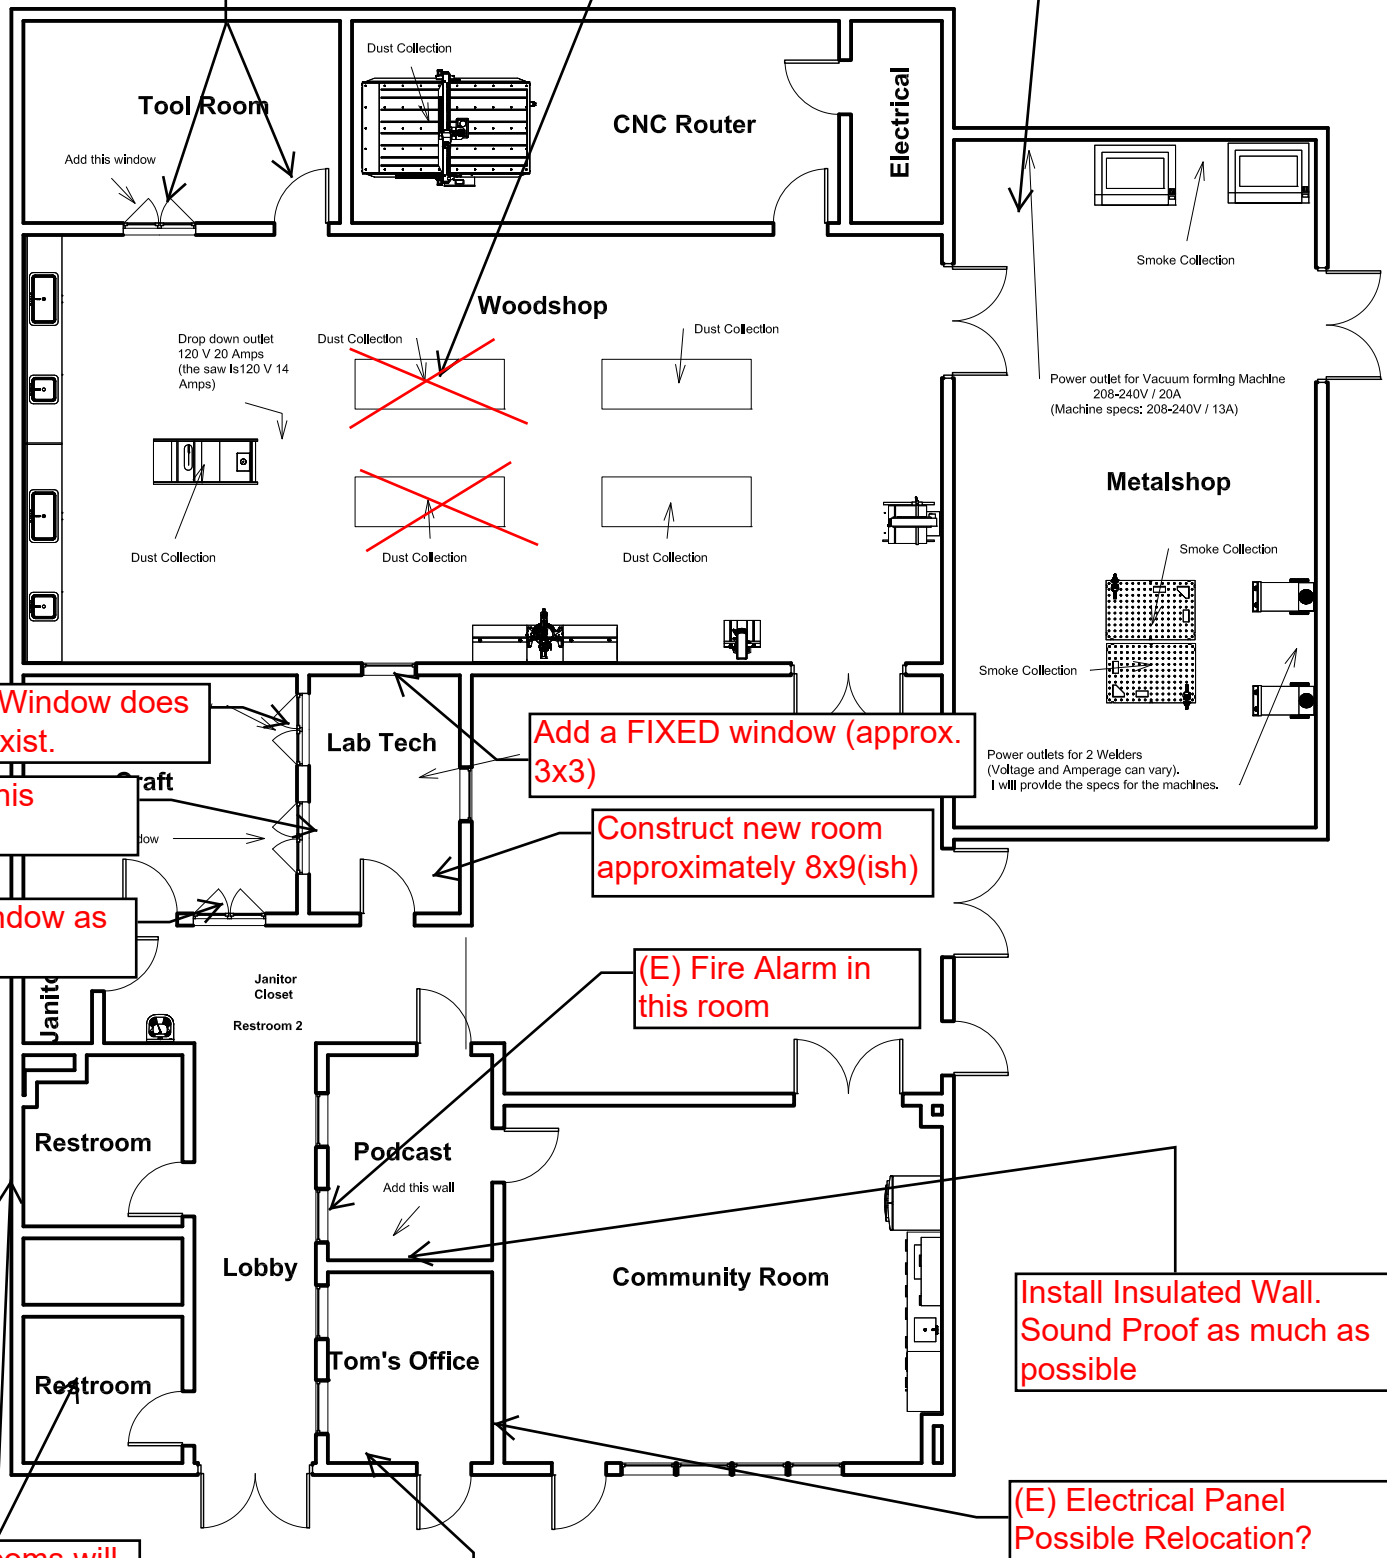 Dust Collection
Tool Room
CNC Router
Electrical
Add this window
Smoke Collection
Woodshop
Drop down outlet
120 V 20 Amps
(the saw Is120 V 14
Amps)
Dust Collection
Dust Collection
Power outlet for Vacuum forming Machine
208-240V / 20A
(Machine specs: 208-240V / 13A)
Metalshop
Dust Collection
Dust Collection
Dust Collection
Smoke Collection
Smoke Collection
Window does
xist.
Lab Tech
Add a FIXED window (approx.
3x3)
Power outlets for 2 Welders
(Voltage and Amperage can vary).
I will provide the specs for the machines.
raft
his
dow
Construct new room
approximately 8x9(ish)
ndow as
Janito
Janitor
Closet
Restroom 2
(E) Fire Alarm in
this room
Restroom
Podcast
Add this wall
Lobby
Community Room
Install Insulated Wall.
Sound Proof as much as
possible
Tom's Office
Restroom
(E) Electrical Panel
Possible Relocation?
ooms will